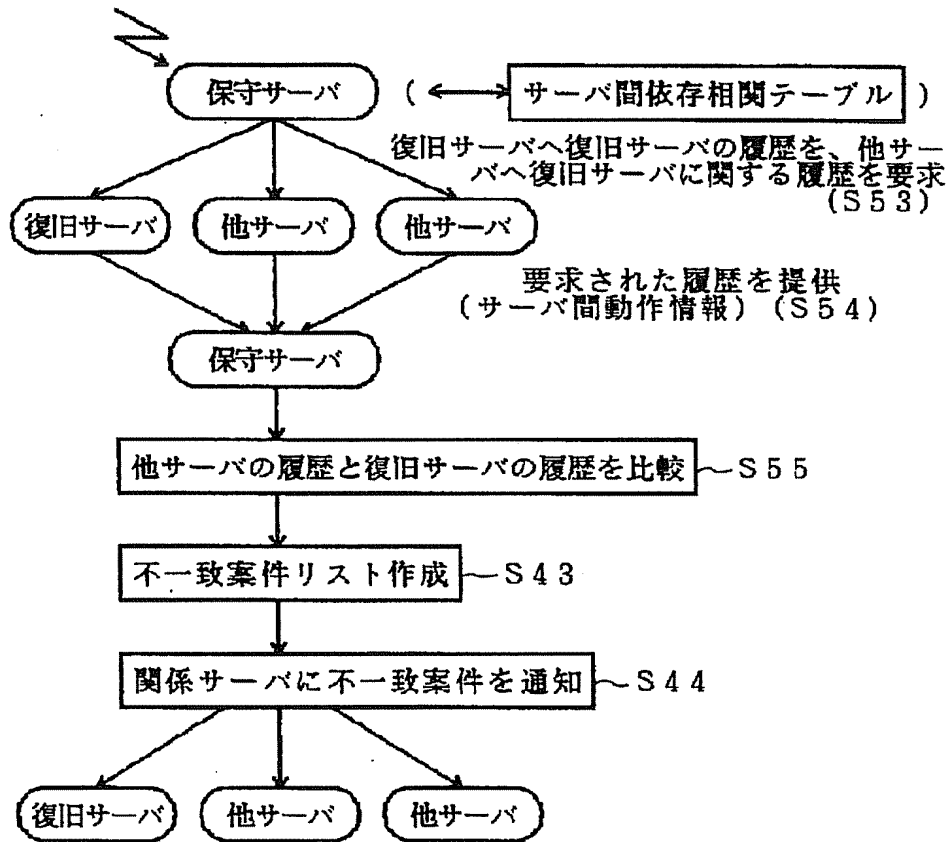 保守サーバ
( サーバ間依存相関テーブル )
復旧サーバへ復旧サーバの履歴を、他サー
バへ復旧サーバに関する履歴を要求
(S53)
復旧サーバ
他サーバ
他サーバ
要求された履歴を提供
(サーバ間動作情報) (S54)
保守サーバ
他サーバの履歴と復旧サーバの履歴を比較 S55
不一致案件リスト作成 S43
関係サーバに不一致案件を通知 S44
復旧サーバ
他サーバ
他サーバ